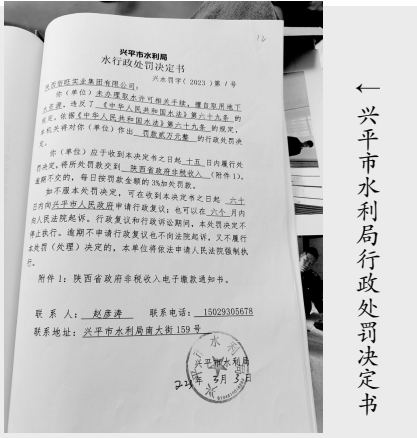 兴平市水利局
水行政处罚决定书
兴水罚字(2023)第1号
陕西省旺实业集团有限公司:
你(单位)未办理取水许可相关手续,擅自取用地下
水资源。违反了《中华人民共和国水法》第六十九条的
规定。依据《中华人民共和国水法》第六十九条的规定,
本机关将对你(单位)作出 罚款贰万元整 的行政处罚决
定。
你(单位)应于收到本决定书之日起 十五 日内履行处
罚决定。将所处罚款交到 陕西省政府非税收入(附件1)。
逾期不交的,每日按罚款金额的3%加处罚款。
如不服本处罚决定,可在收到本决定书之日起 六十
日内向兴平市人民政府申请行政复议;也可以在 六个 月内
向人民法院起诉。行政复议和行政诉讼期间,本处罚决定不
停止执行。逾期不申请行政复议也不向法院起诉,又不履行
本处罚(处理)决定的,本单位将依法申请人民法院强制执
行。
附件1:陕西省政府非税收入电子缴款通知书。
联 系 人: 赵彦涛 联系电话: 15029305678
联系地址: 兴平市水利局南大街159号
兴平市水利局
2023年3月3日
←兴平市水利局行政处罚决定书